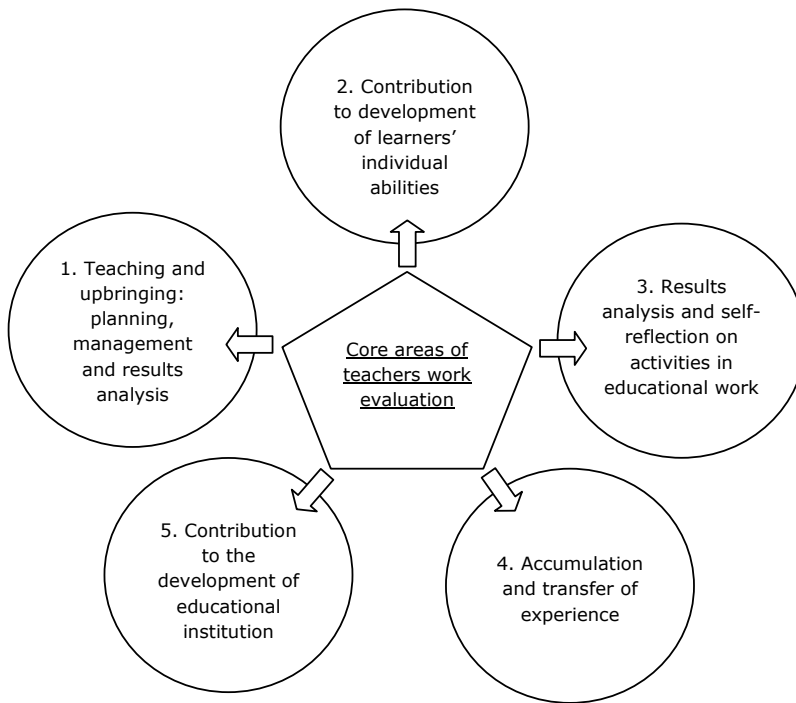 2. Contribution
to development
of learners’
individual
abilities
1. Teaching and
upbringing:
planning,
management
and results
analysis
3. Results
analysis and self-
reflection on
activities in
educational work
Core areas of
teachers work
evaluation
5. Contribution
to the
development of
educational
institution
4. Accumulation
and transfer of
experience